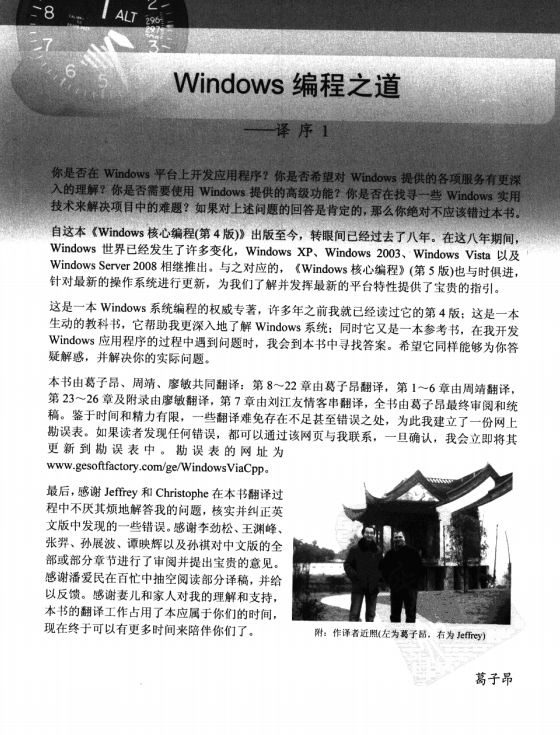 8
ALT
2
296
297
3
7
6
5
Windows 编程之道
——译 序 1
你是否在 Windows 平台上开发应用程序？你是否希望对 Windows 提供的各项服务有更深
入的理解？你是否需要使用 Windows 提供的高级功能？你是否在找寻一些 Windows 实用
技术来解决项目中的难题？如果对上述问题的回答是肯定的，那么你绝对不应该错过本书。
自这本《Windows 核心编程(第 4 版)》出版至今，转眼间已经过去了八年。在这八年期间，
Windows 世界已经发生了许多变化，Windows XP、Windows 2003、Windows Vista 以及
Windows Server 2008 相继推出。与之对应的，《Windows 核心编程》(第 5 版)也与时俱进，
针对最新的操作系统进行了更新，为我们了解并发挥最新的平台特性提供了宝贵的指引。
这是一本 Windows 系统编程的权威专著，许多年之前我就已经读过它的第 4 版；这是一本
生动的教科书，它帮助我更深入地了解 Windows 系统；同时它又是一本参考书，在我开发
Windows 应用程序的过程中遇到问题时，我会到本书中寻找答案。希望它同样能够为你答
疑解惑，并解决你的实际问题。
本书由葛子昂、周靖、廖敏共同翻译：第 8～22 章由葛子昂翻译，第 1～6 章由周靖翻译，
第 23～26 章及附录由廖敏翻译，第 7 章由刘江友情客串翻译，全书由葛子昂最终审阅和统
稿。鉴于时间和精力有限，一些翻译难免存在不足甚至错误之处，为此我建立了一份网上
勘误表。如果读者发现任何错误，都可以通过该网页与我联系，一旦确认，我会立即将其
更新到勘误表中。勘误表的网址为
www.gesoftfactory.com/ge/WindowsViaCpp。
最后，感谢 Jeffrey 和 Christophe 在本书翻译过
程中不厌其烦地解答我的问题，核实并纠正英
文版中发现的一些错误。感谢李劲松、王渊峰、
张羿、孙展波、谭映辉以及孙祺对中文版的全
部或部分章节进行了审阅并提出宝贵的意见。
感谢潘爱民在百忙中抽空阅读部分译稿，并给
以反馈。感谢妻儿和家人对我的理解和支持，
本书的翻译工作占用了本应属于你们的时间，
现在终于可以有更多时间来陪伴你们了。
附：作译者近照(左为葛子昂，右为 Jeffrey)
葛子昂